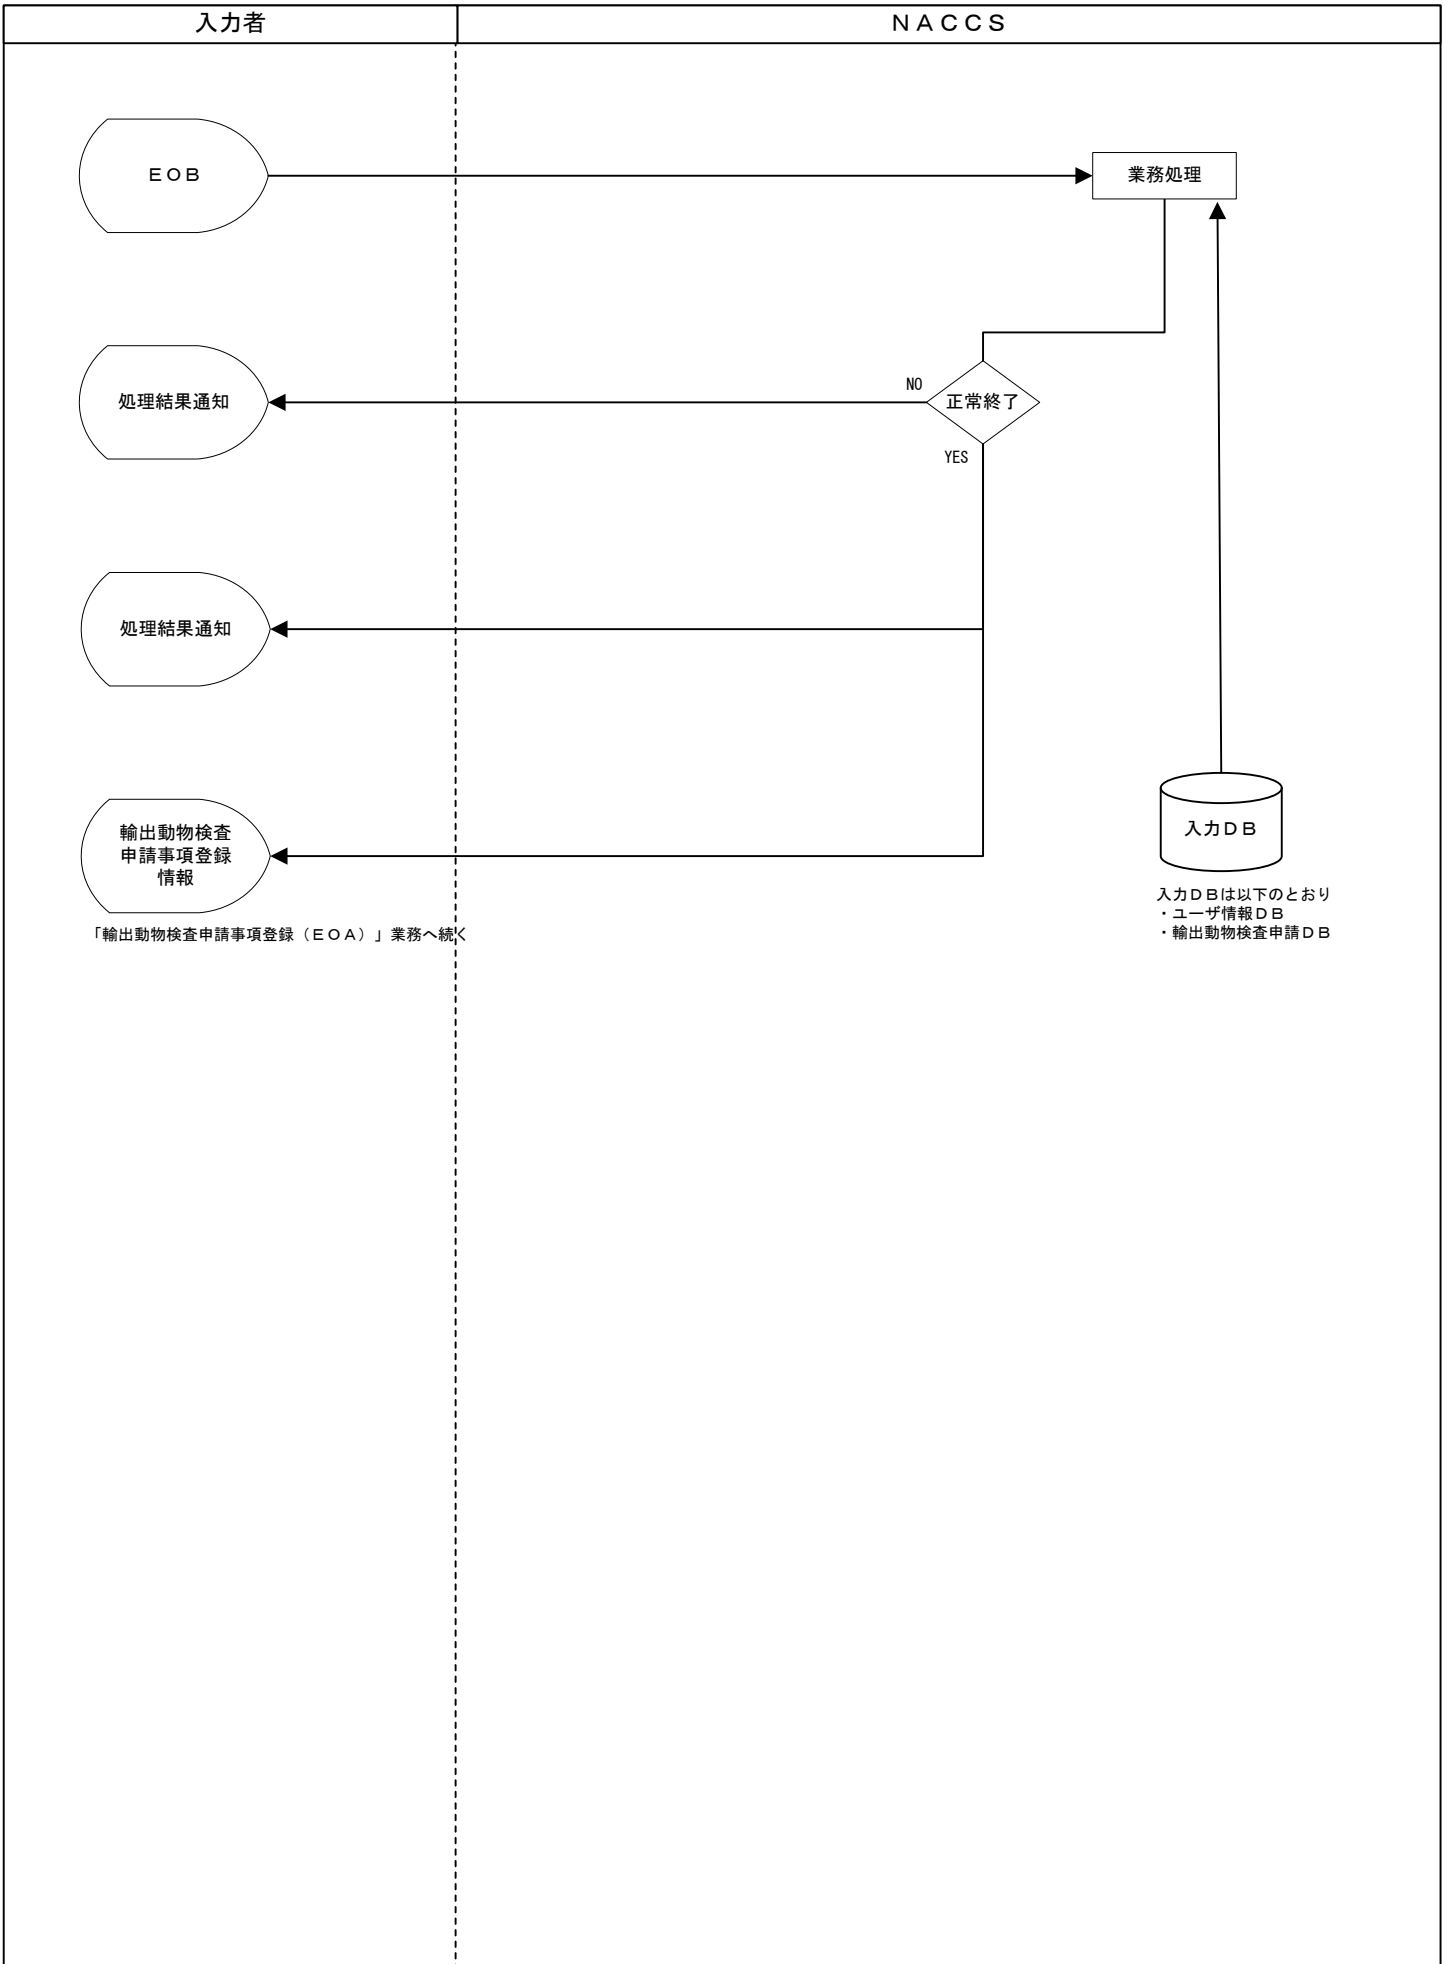 入力者
ＮＡＣＣＳ
ＥＯＢ
業務処理
処理結果通知
NO
正常終了
YES
処理結果通知
輸出動物検査
申請事項登録
情報
入力ＤＢ
「輸出動物検査申請事項登録（ＥＯＡ）」業務へ続く
入力ＤＢは以下のとおり
・ユーザ情報ＤＢ
・輸出動物検査申請ＤＢ